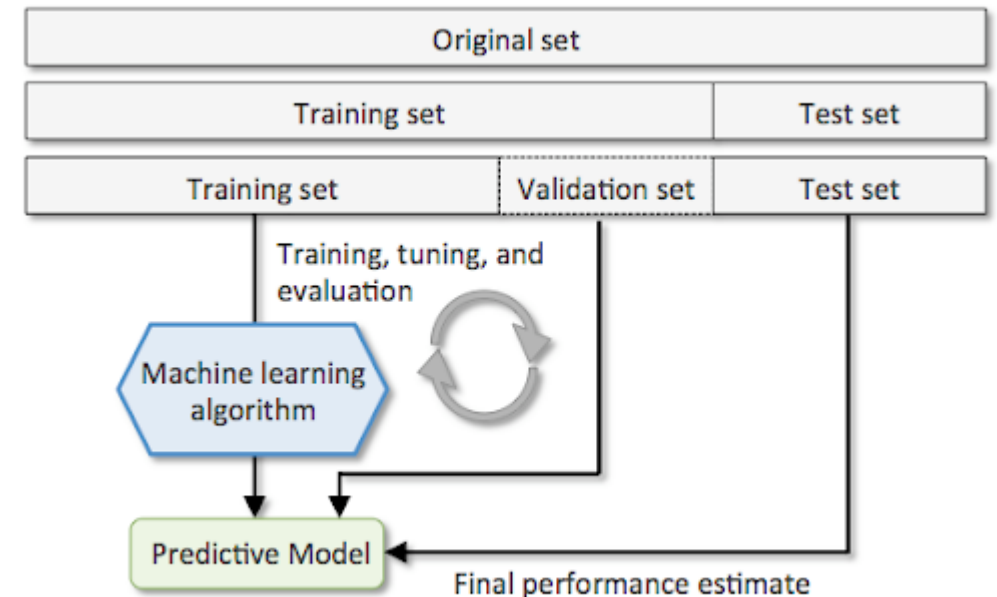 Original set
Training set
Test set
Training set
Validation set
Test set
Training, tuning, and
evaluation
Machine learning
algorithm
Predictive Model
Final performance estimate